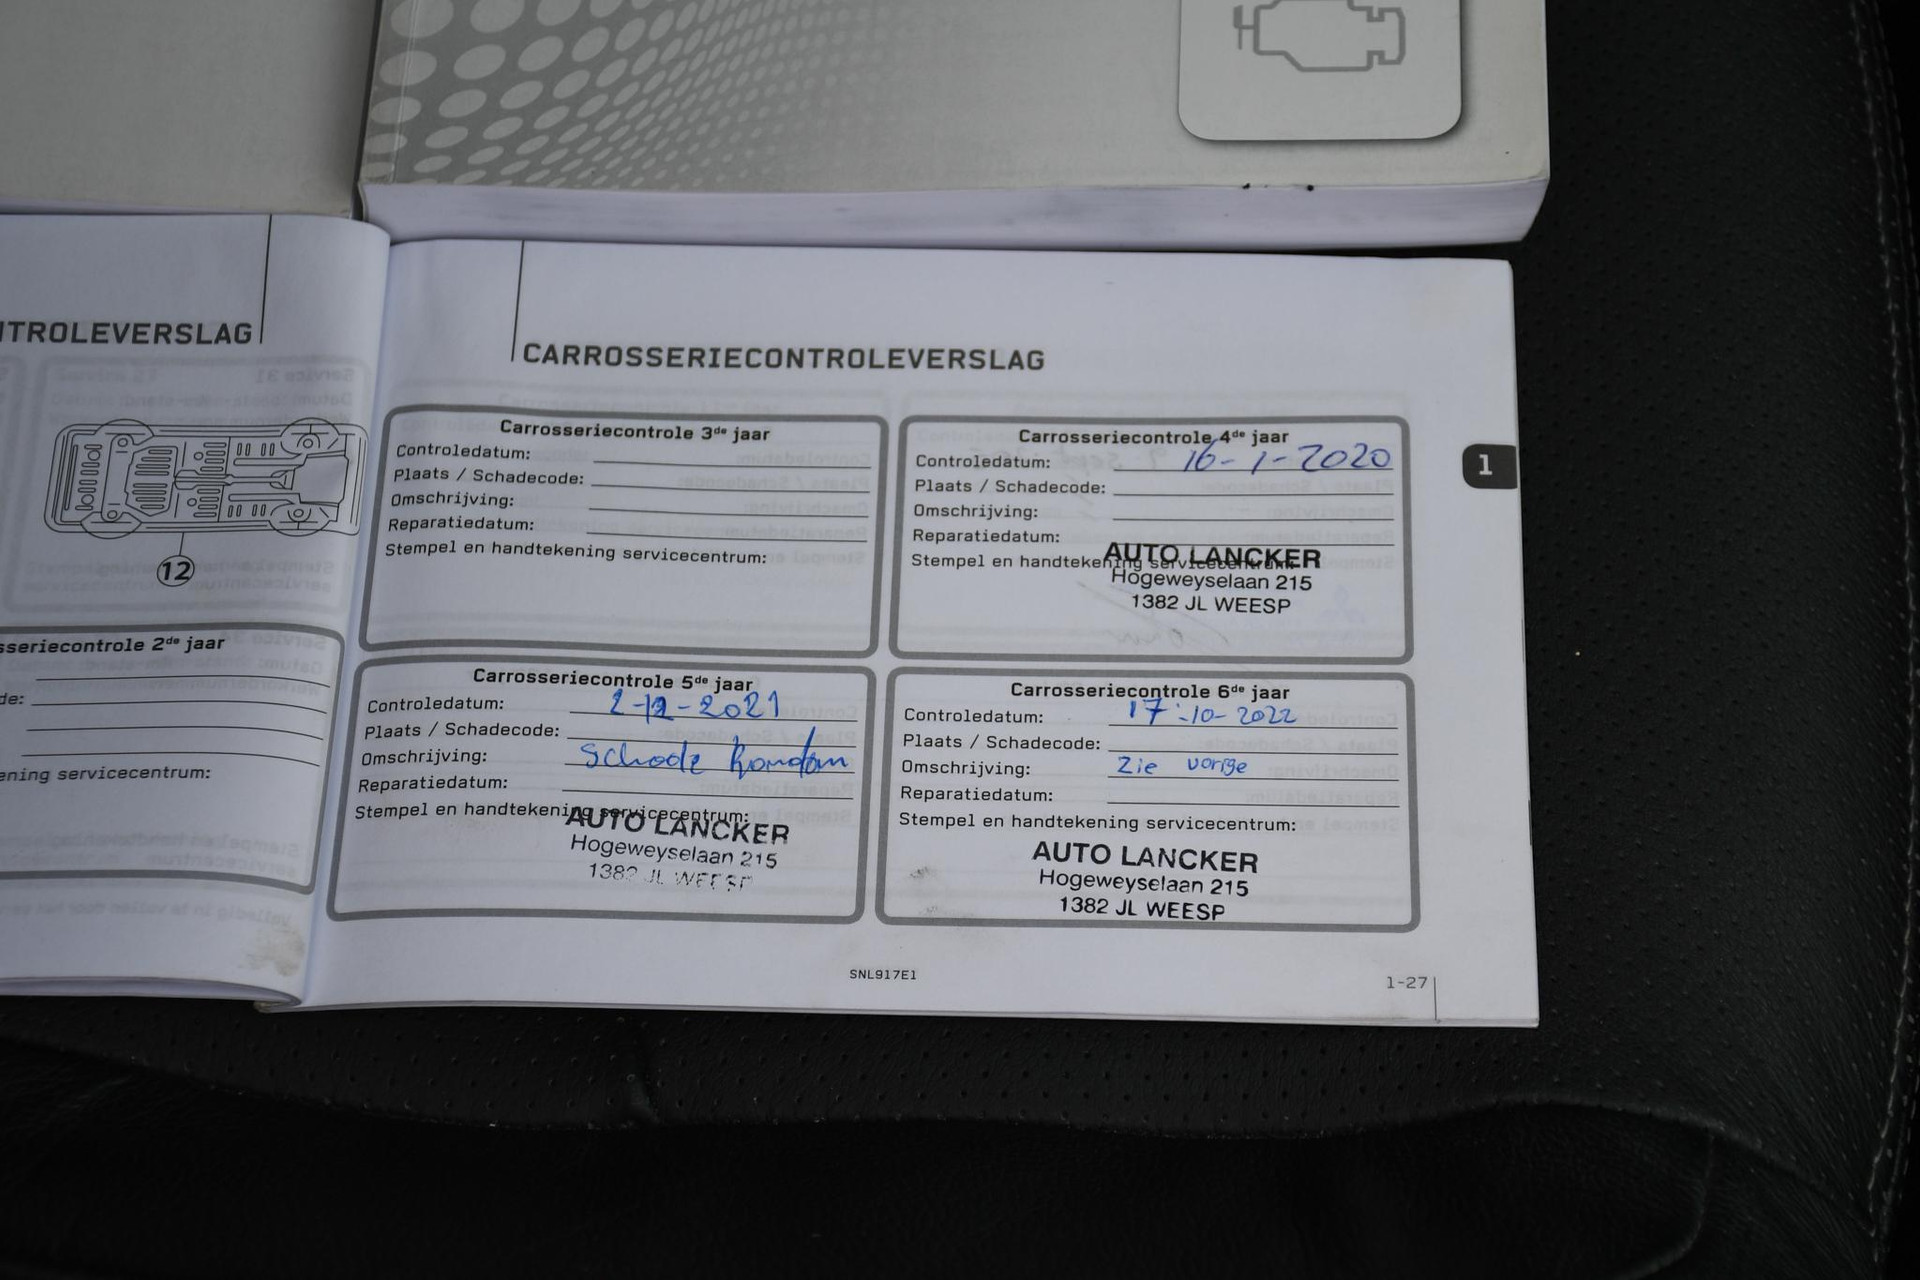 TROLEVERSLAG
12
sseriecontrole 2de jaar
de:
ening servicecentrum:
CARROSSERIECONTROLEVERSLAG
Carrosseriecontrole 3de jaar
Controledatum:
Plaats / Schadecode:
Omschrijving:
Reparatiedatum:
Stempel en handtekening servicecentrum:
Carrosseriecontrole 4de jaar
Controledatum: 16-1-2020
Plaats / Schadecode:
Omschrijving:
Reparatiedatum:
Stempel en handtekening servicecentrum:
AUTO LANCKER
Hogeweyselaan 215
1382 JL WEESP
1
Carrosseriecontrole 5de jaar
Controledatum: 2-12-2021
Plaats / Schadecode:
Omschrijving: Schade Rondom
Reparatiedatum:
Stempel en handtekening servicecentrum:
AUTO LANCKER
Hogeweyselaan 215
1382 JL WEESP
Carrosseriecontrole 6de jaar
Controledatum: 17-10-2022
Plaats / Schadecode:
Omschrijving: Zie vorige
Reparatiedatum:
Stempel en handtekening servicecentrum:
AUTO LANCKER
Hogeweyselaan 215
1382 JL WEESP
SNL917E1
1-27